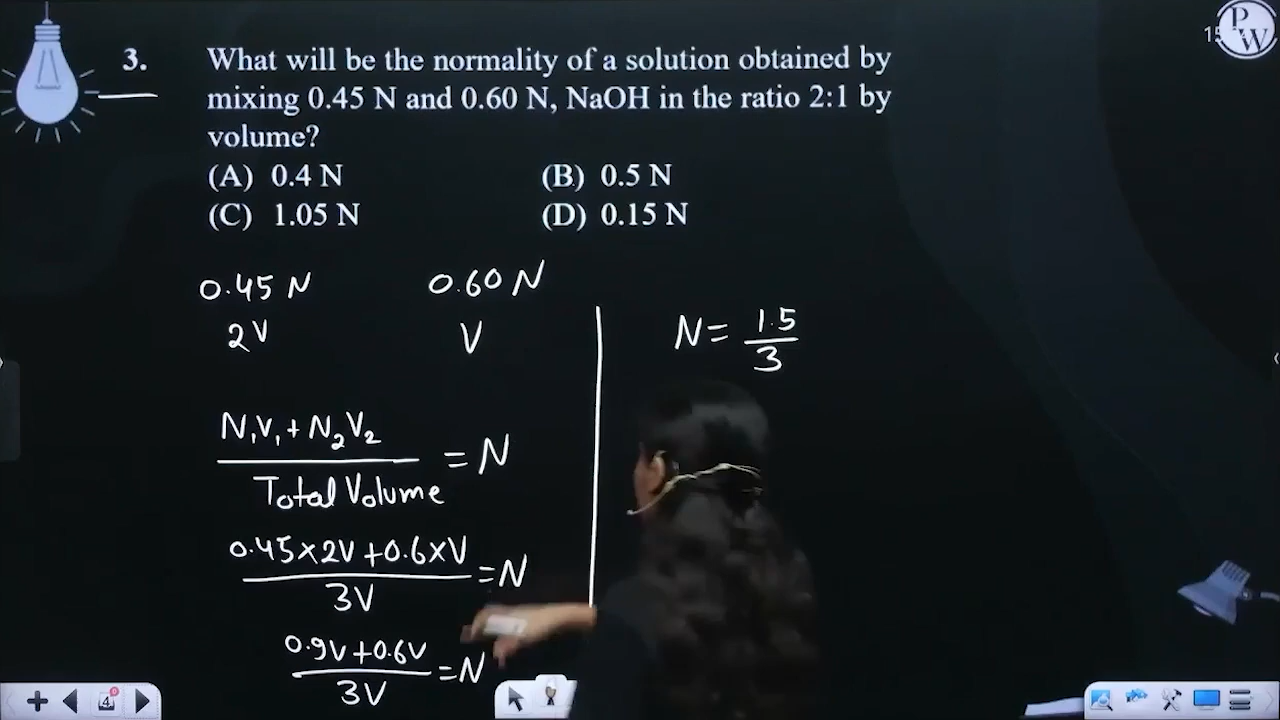 3. What will be the normality of a solution obtained by
mixing 0.45 N and 0.60 N, NaOH in the ratio 2:1 by
volume?
(A) 0.4 N (B) 0.5 N
(C) 1.05 N (D) 0.15 N
0.45 N 0.60 N
2V V
N₁V₁ + N₂V₂ / Total Volume = N
0.45×2V + 0.6×V / 3V = N
0.9V + 0.6V / 3V = N
N = 1.5 / 3
PW
4